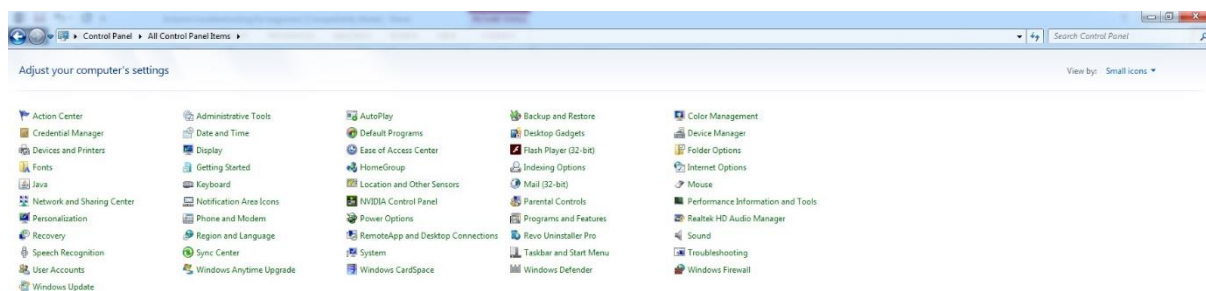 Control Panel All Control Panel Items
Search Control Panel
Adjust your computer's settings
View by: Small icons
Action Center Administrative Tools AutoPlay Backup and Restore Color Management
Credential Manager Date and Time Default Programs Desktop Gadgets Device Manager
Devices and Printers Display Ease of Access Center Flash Player (32-bit) Folder Options
Fonts Getting Started HomeGroup Indexing Options Internet Options
Java Keyboard Location and Other Sensors Mail (32-bit) Mouse
Network and Sharing Center Notification Area Icons NVIDIA Control Panel Parental Controls Performance Information and Tools
Personalization Phone and Modem Power Options Programs and Features Realtek HD Audio Manager
Recovery Region and Language RemoteApp and Desktop Connections Revo Uninstaller Pro Sound
Speech Recognition Sync Center System Taskbar and Start Menu Troubleshooting
User Accounts Windows Anytime Upgrade Windows CardSpace Windows Defender Windows Firewall
Windows Update